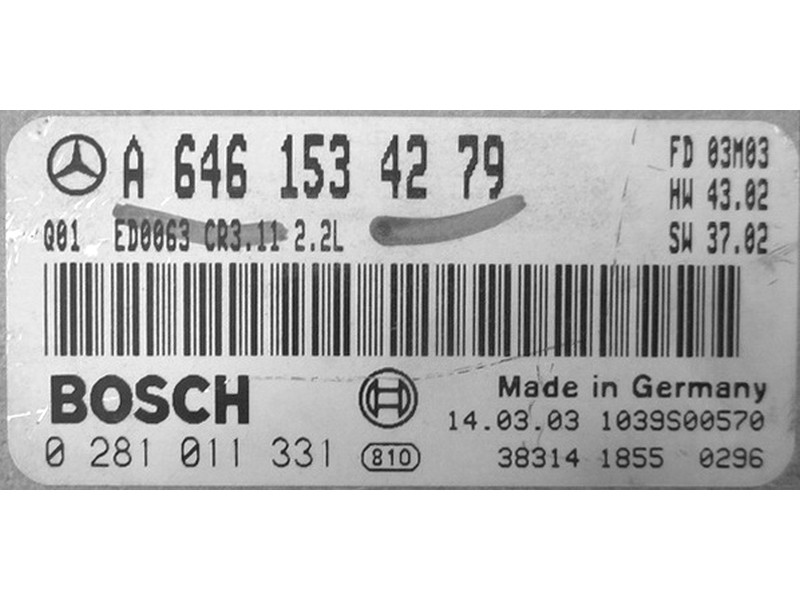 A 646 153 42 79
FD 03M03
HW 43.02
Q01 ED0063 CR3.11 2.2L
SW 37.02
BOSCH
Made in Germany
14.03.03 1039S00570
0 281 011 331 810
38314 1855 0296